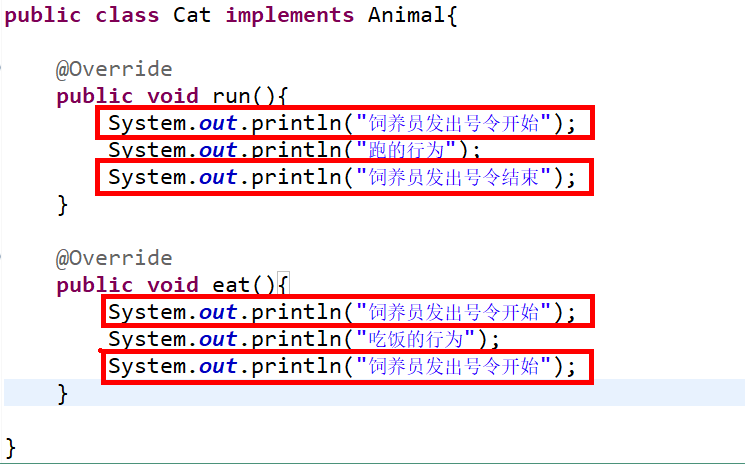 public class Cat implements Animal{
@Override
public void run(){
System.out.println("饲养员发出号令开始");
System.out.println("跑的行为");
System.out.println("饲养员发出号令结束");
}
@Override
public void eat(){
System.out.println("饲养员发出号令开始");
System.out.println("吃饭的行为");
System.out.println("饲养员发出号令开始");
}
}